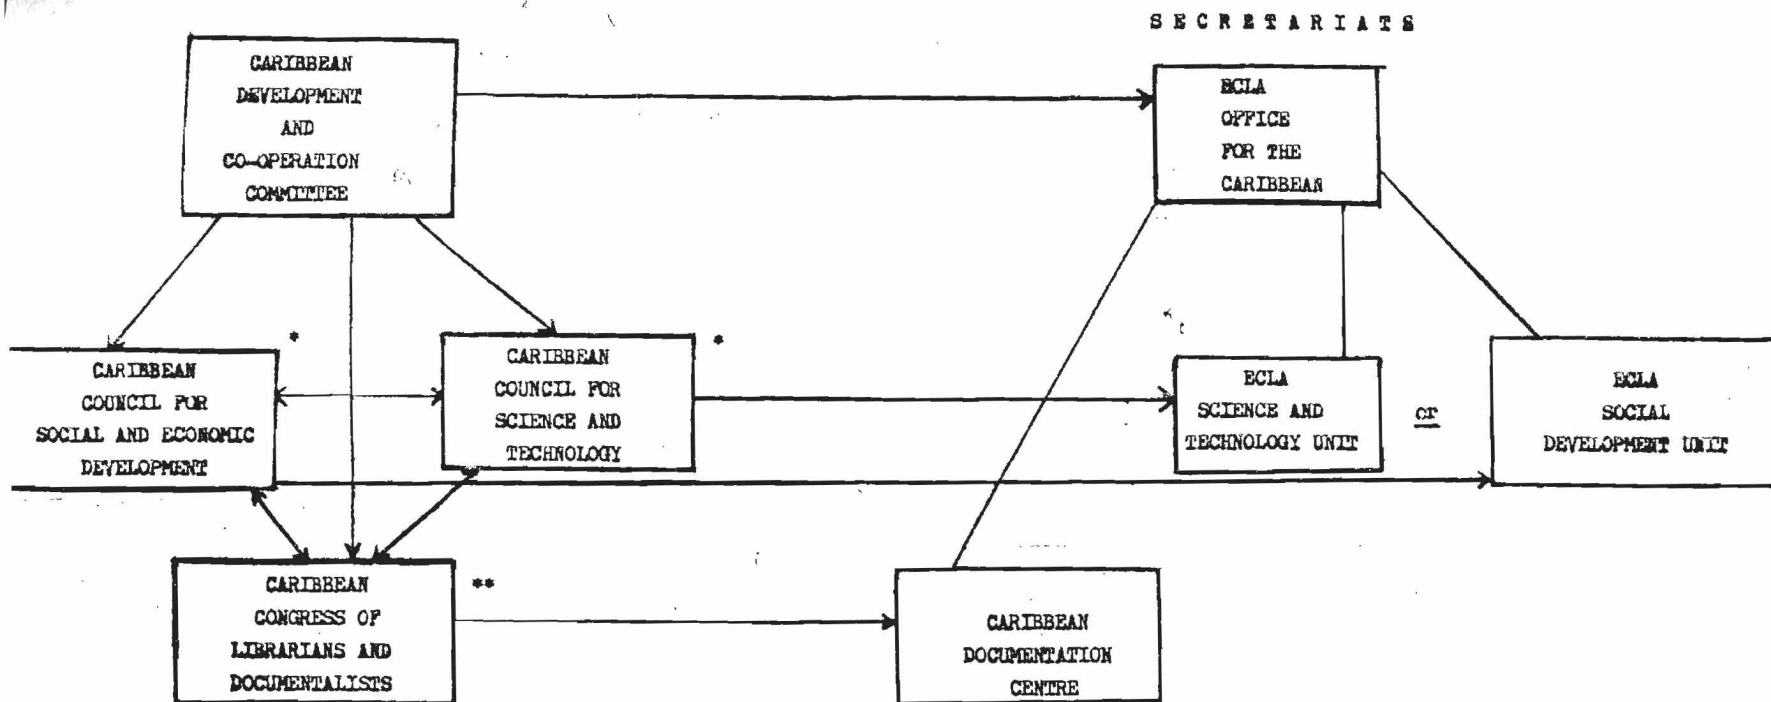 SECRETARIATS
CARIBBEAN
DEVELOPMENT
AND
CO-OPERATION
COMMITTEE
ECLA
OFFICE
FOR THE
CARIBBEAN
*
CARIBBEAN
COUNCIL FOR
SOCIAL AND ECONOMIC
DEVELOPMENT
*
CARIBBEAN
COUNCIL FOR
SCIENCE AND
TECHNOLOGY
ECLA
SCIENCE AND
TECHNOLOGY UNIT
or
ECLA
SOCIAL
DEVELOPMENT UNIT
**
CARIBBEAN
CONGRESS OF
LIBRARIANS AND
DOCUMENTALISTS
CARIBBEAN
DOCUMENTATION
CENTRE